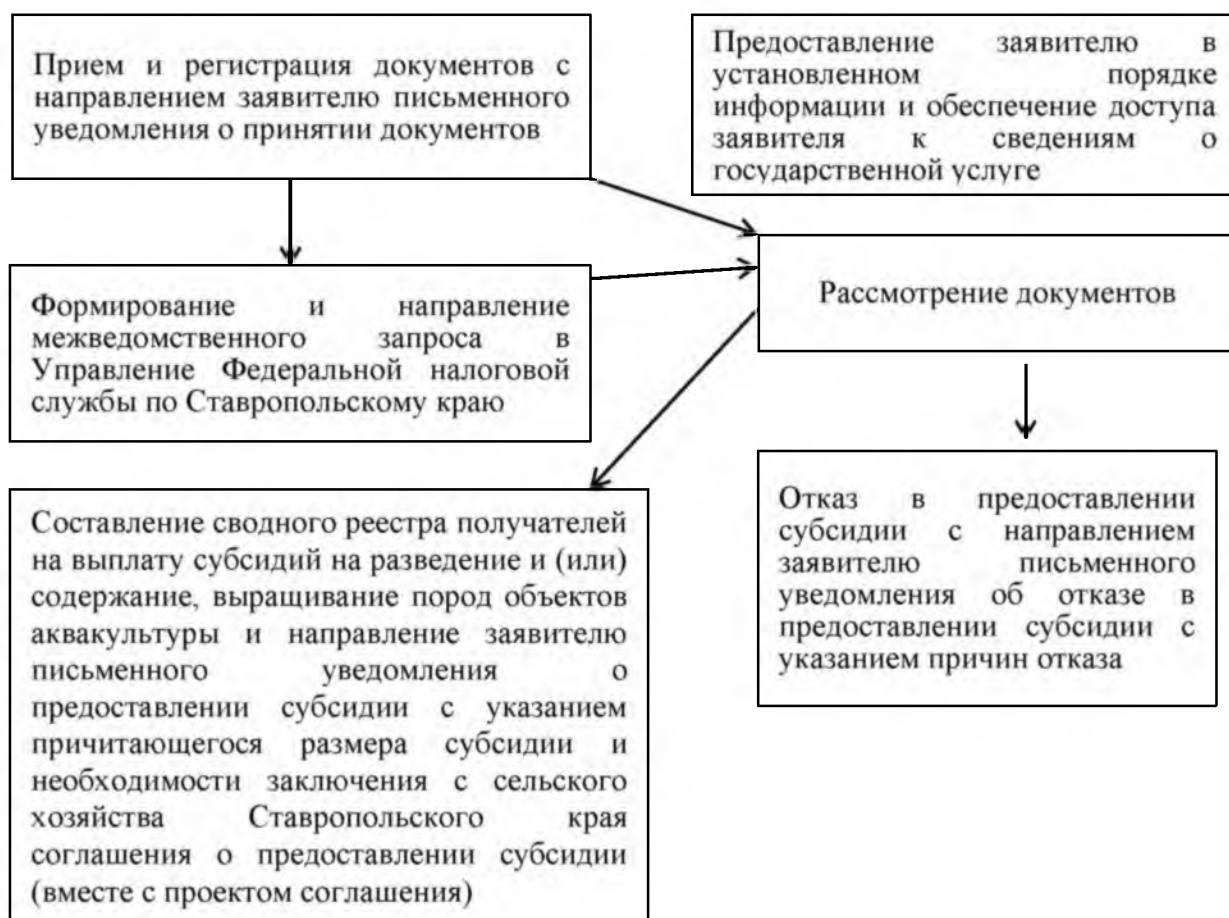 Прием и регистрация документов с
направлением заявителю письменного
уведомления о принятии документов
Предоставление заявителю в
установленном порядке
информации и обеспечение доступа
заявителя к сведениям о
государственной услуге
Формирование и направление
межведомственного запроса в
Управление Федеральной налоговой
службы по Ставропольскому краю
Рассмотрение документов
Составление сводного реестра получателей
на выплату субсидий на разведение и (или)
содержание, выращивание пород объектов
аквакультуры и направление заявителю
письменного уведомления о
предоставлении субсидии с указанием
причитающегося размера субсидии и
необходимости заключения с сельского
хозяйства Ставропольского края
соглашения о предоставлении субсидии
(вместе с проектом соглашения)
Отказ в предоставлении
субсидии с направлением
заявителю письменного
уведомления об отказе в
предоставлении субсидии с
указанием причин отказа